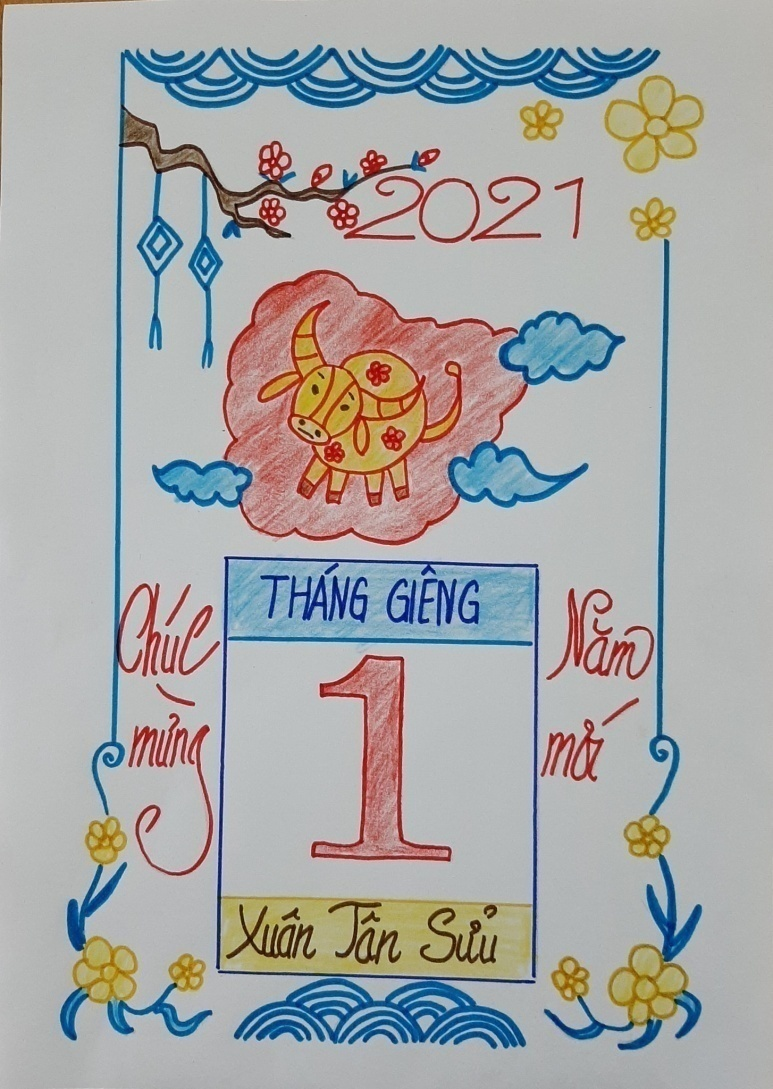 2021
THÁNG GIÊNG
Chúc
mừng
Năm
mới
1
Xuân Tân Sửu